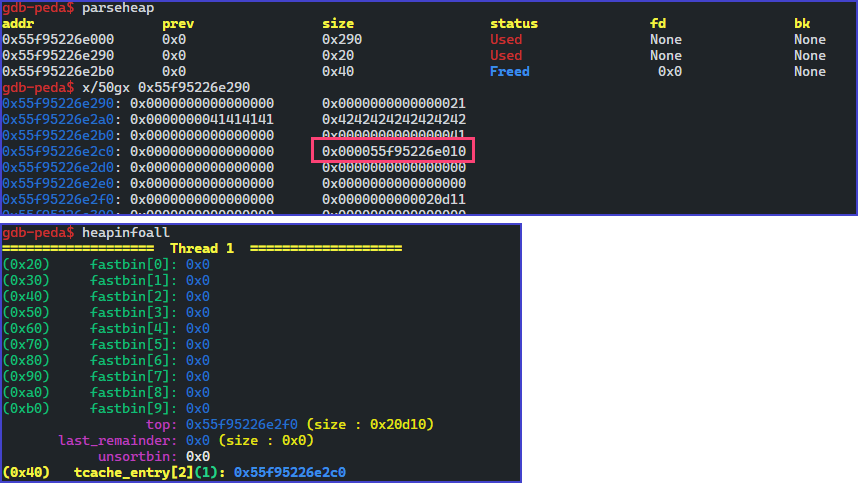 gdb-peda$ parseheap
addr prev size status fd bk
0x55f95226e000 0x0 0x290 Used None None
0x55f95226e290 0x0 0x20 Used None None
0x55f95226e2b0 0x0 0x40 Freed 0x0 None
gdb-peda$ x/50gx 0x55f95226e290
0x55f95226e290: 0x0000000000000000 0x0000000000000021
0x55f95226e2a0: 0x0000000041414141 0x4242424242424242
0x55f95226e2b0: 0x0000000000000000 0x0000000000000041
0x55f95226e2c0: 0x0000000000000000 0x000055f95226e010
0x55f95226e2d0: 0x0000000000000000 0x0000000000000000
0x55f95226e2e0: 0x0000000000000000 0x0000000000000000
0x55f95226e2f0: 0x0000000000000000 0x0000000000020d11
gdb-peda$ heapinfoall
=================== Thread 1 ===================
(0x20) fastbin[0]: 0x0
(0x30) fastbin[1]: 0x0
(0x40) fastbin[2]: 0x0
(0x50) fastbin[3]: 0x0
(0x60) fastbin[4]: 0x0
(0x70) fastbin[5]: 0x0
(0x80) fastbin[6]: 0x0
(0x90) fastbin[7]: 0x0
(0xa0) fastbin[8]: 0x0
(0xb0) fastbin[9]: 0x0
top: 0x55f95226e2f0 (size : 0x20d10)
last_remainder: 0x0 (size : 0x0)
unsortbin: 0x0
(0x40) tcache_entry[2](1): 0x55f95226e2c0